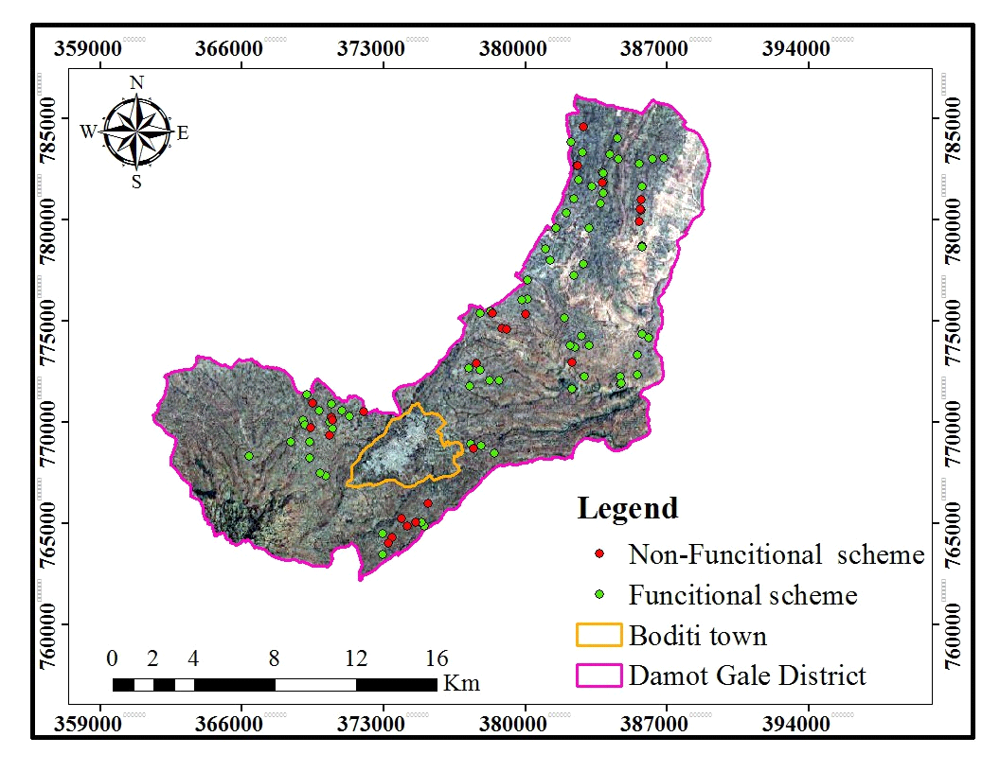 359000 366000 373000 380000 387000 394000
785000
780000
775000
770000
765000
760000
N
W E
S
785000
780000
775000
770000
765000
760000
Legend
Non-Funcitional scheme
Funcitional scheme
Boditi town
Damot Gale District
0 2 4 8 12 16
Km
359000 366000 373000 380000 387000 394000